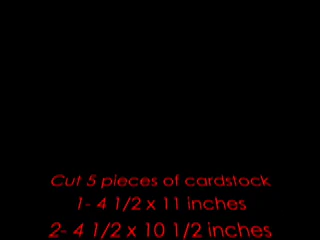 Cut 5 pieces of cardstock
1- 4 1/2 x 11 inches
2- 4 1/2 x 10 1/2 inches